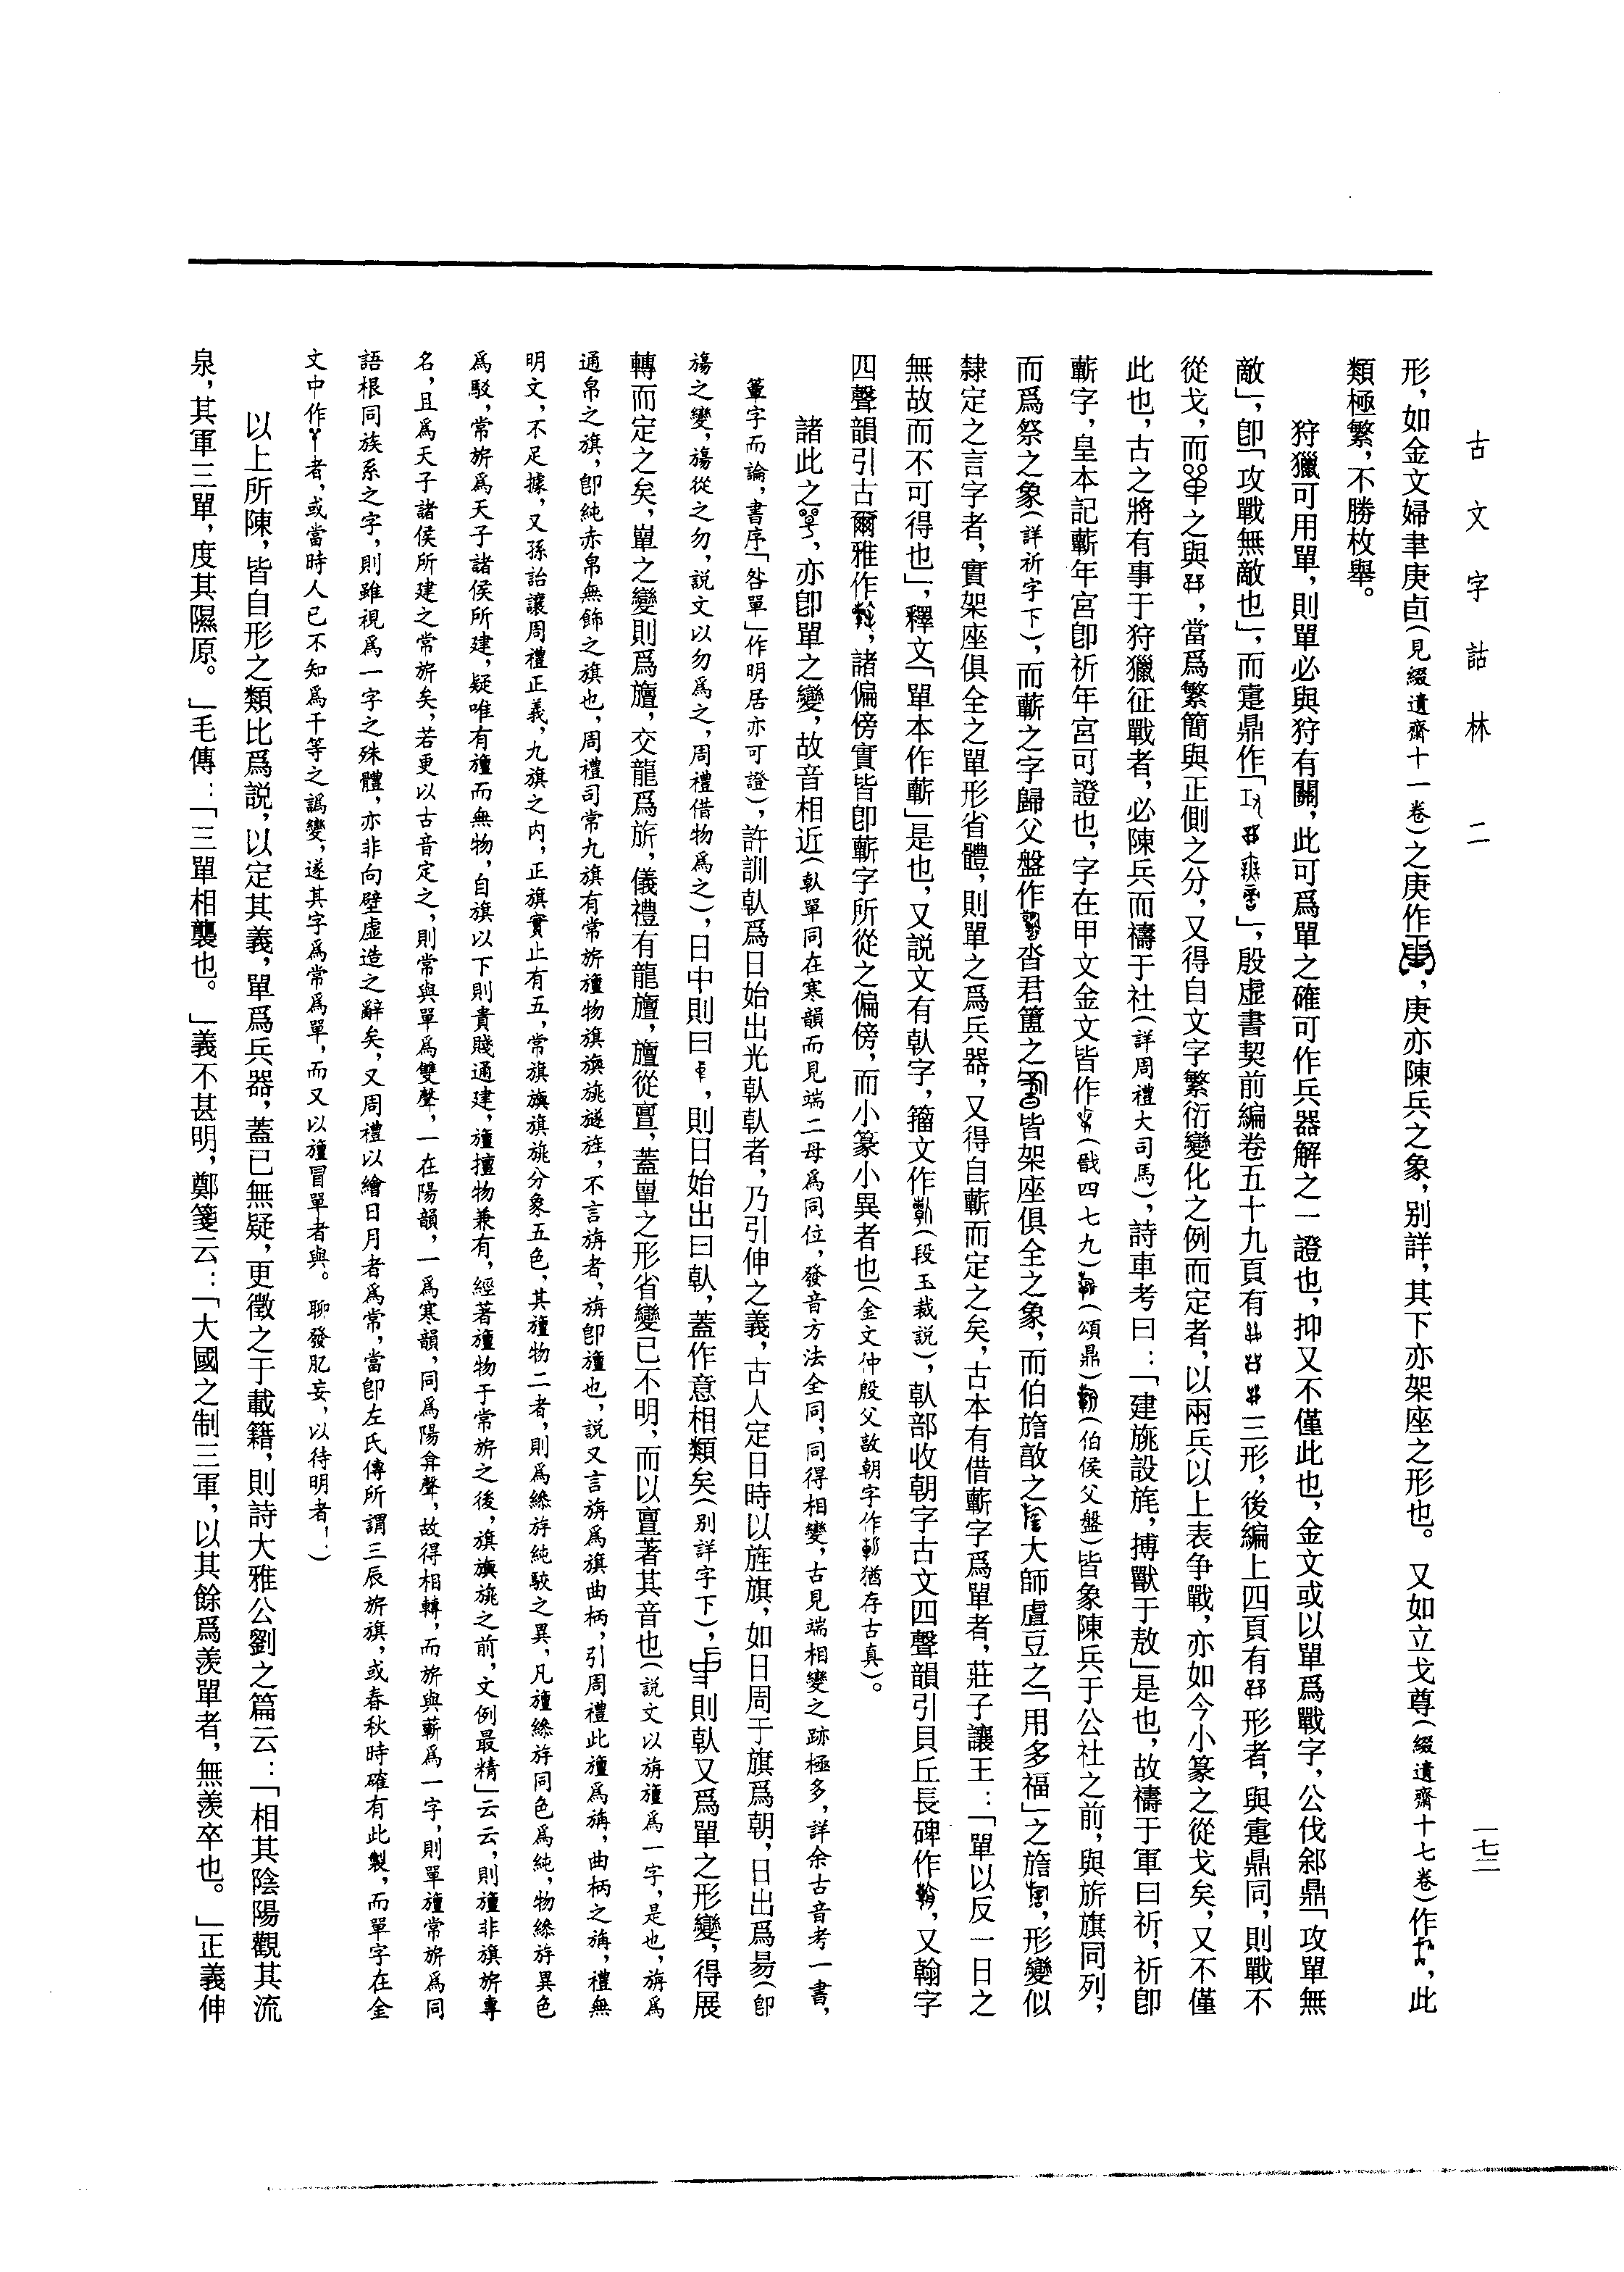 古文字詁林 二
一七二
形，如金文婦聿庚卣（見綴遺齋十一卷）之庚作，庚亦陳兵之象，別詳，其下亦架座之形也。又如立戈尊（綴遺齋十七卷）作，此
類極繁，不勝枚舉。
狩獵可用單，則單必與狩有關，此可爲單之確可作兵器解之一證也，抑又不僅此也，金文或以單爲戰字，公伐鄃鼎「攻單無
敵」，卽「攻戰無敵也」，而鼎作「」，殷虛書契前編卷五十九頁有三形，後編上四頁有形者，與鼎同，則戰不
從戈，而之與，當爲繁簡與正側之分，又得自文字繁衍變化之例而定者，以兩兵以上表争戰，亦如今小篆之從戈矣，又不僅
此也，古之將有事于狩獵征戰者，必陳兵而禱于社（詳周禮大司馬），詩車考曰：「建旐設旄，搏獸于敖」是也，故禱于軍曰祈，祈卽
蘄字，皇本記蘄年宮卽祈年宮可證也，字在甲文金文皆作（戩四七九）（頌鼎）（伯侯父盤）皆象陳兵于公社之前，與旂旗同列，
而爲祭之象（詳祈字下），而蘄之字歸父盤作沓君簠之皆架座俱全之象，而伯旛敦之大師虘豆之「用多福」之旛，形變似
隸定之言字者，實架座俱全之單形省體，則單之爲兵器，又得自蘄而定之矣，古本有借蘄字爲單者，莊子讓王：「單以反一日之
無故而不可得也」，釋文「單本作蘄」是也，又説文有倝字，籀文作（段玉裁説），倝部收朝字古文四聲韻引貝丘長碑作，又翰字
四聲韻引古爾雅作，諸偏傍實皆卽蘄字所從之偏傍，而小篆小異者也（金文仲殷父敦朝字作猶存古真）。
諸此之，亦卽單之變，故音相近（倝單同在寒韻而見端二母爲同位，發音方法全同，同得相變，古見端相變之跡極多，詳余古音考一書，
字而論，書序「咎單」作明居亦可證），許訓倝爲日始出光倝倝者，乃引伸之義，古人定日時以旌旗，如日周于旗爲朝，日出爲昜（卽
之變，從之勿，説文以勿爲之，周禮借物爲之），日中則曰，則日始出曰倝，蓋作意相類矣（別詳字下），則倝又爲單之形變，得展
轉而定之矣，單之變則爲旜，交龍爲旂，儀禮有龍旜，旜從亶，蓋單之形省變已不明，而以亶著其音也（説文以旃旜爲一字，是也，旃爲
通帛之旗，卽純赤帛無飾之旗也，周禮司常九旗有常旂旜物旗旟旐旞旌，不言旃者，旃卽旜也，説又言旃爲旗曲柄，引周禮此旜爲旃，曲柄之旃，禮無
明文，不足據，又孫詒讓周禮正義，九旗之内，正旗實止有五，常旂旟旗旐分象五色，其旜物二者，則爲縿斿純駮之異，凡旜縿斿同色爲純，物縿斿異色
爲駁，常旂爲天子諸侯所建，疑唯有旜而無物，自旗以下則貴賤通建，旜擅物兼有，經著旜物于常旂之後，旗旟旐之前，文例最精」云云，則旜非旗旂專
名，且爲天子諸侯所建之常旂矣，若更以古音定之，則常與單爲雙聲，一在陽韻，一爲寒韻，同爲陽弇聲，故得相轉，而旂與蘄爲一字，則單旜常旂爲同
語根同族系之字，則雖視爲一字之殊體，亦非向壁虛造之辭矣，又周禮以繪日月者爲常，當卽左氏傳所謂三辰旂旗，或春秋時確有此製，而單字在金
文中作者，或當時人已不知爲干等之譌變，遂其字爲常爲單，而又以旜冒單者與。聊發肊妄，以待明者！）
以上所陳，皆自形之類比爲説，以定其義，單爲兵器，蓋已無疑，更徵之于載籍，則詩大雅公劉之篇云：「相其陰陽觀其流
泉，其軍三單，度其隰原。」毛傳：「三單相襲也。」義不甚明，鄭箋云：「大國之制三軍，以其餘爲羡單者，無羡卒也。」正義伸